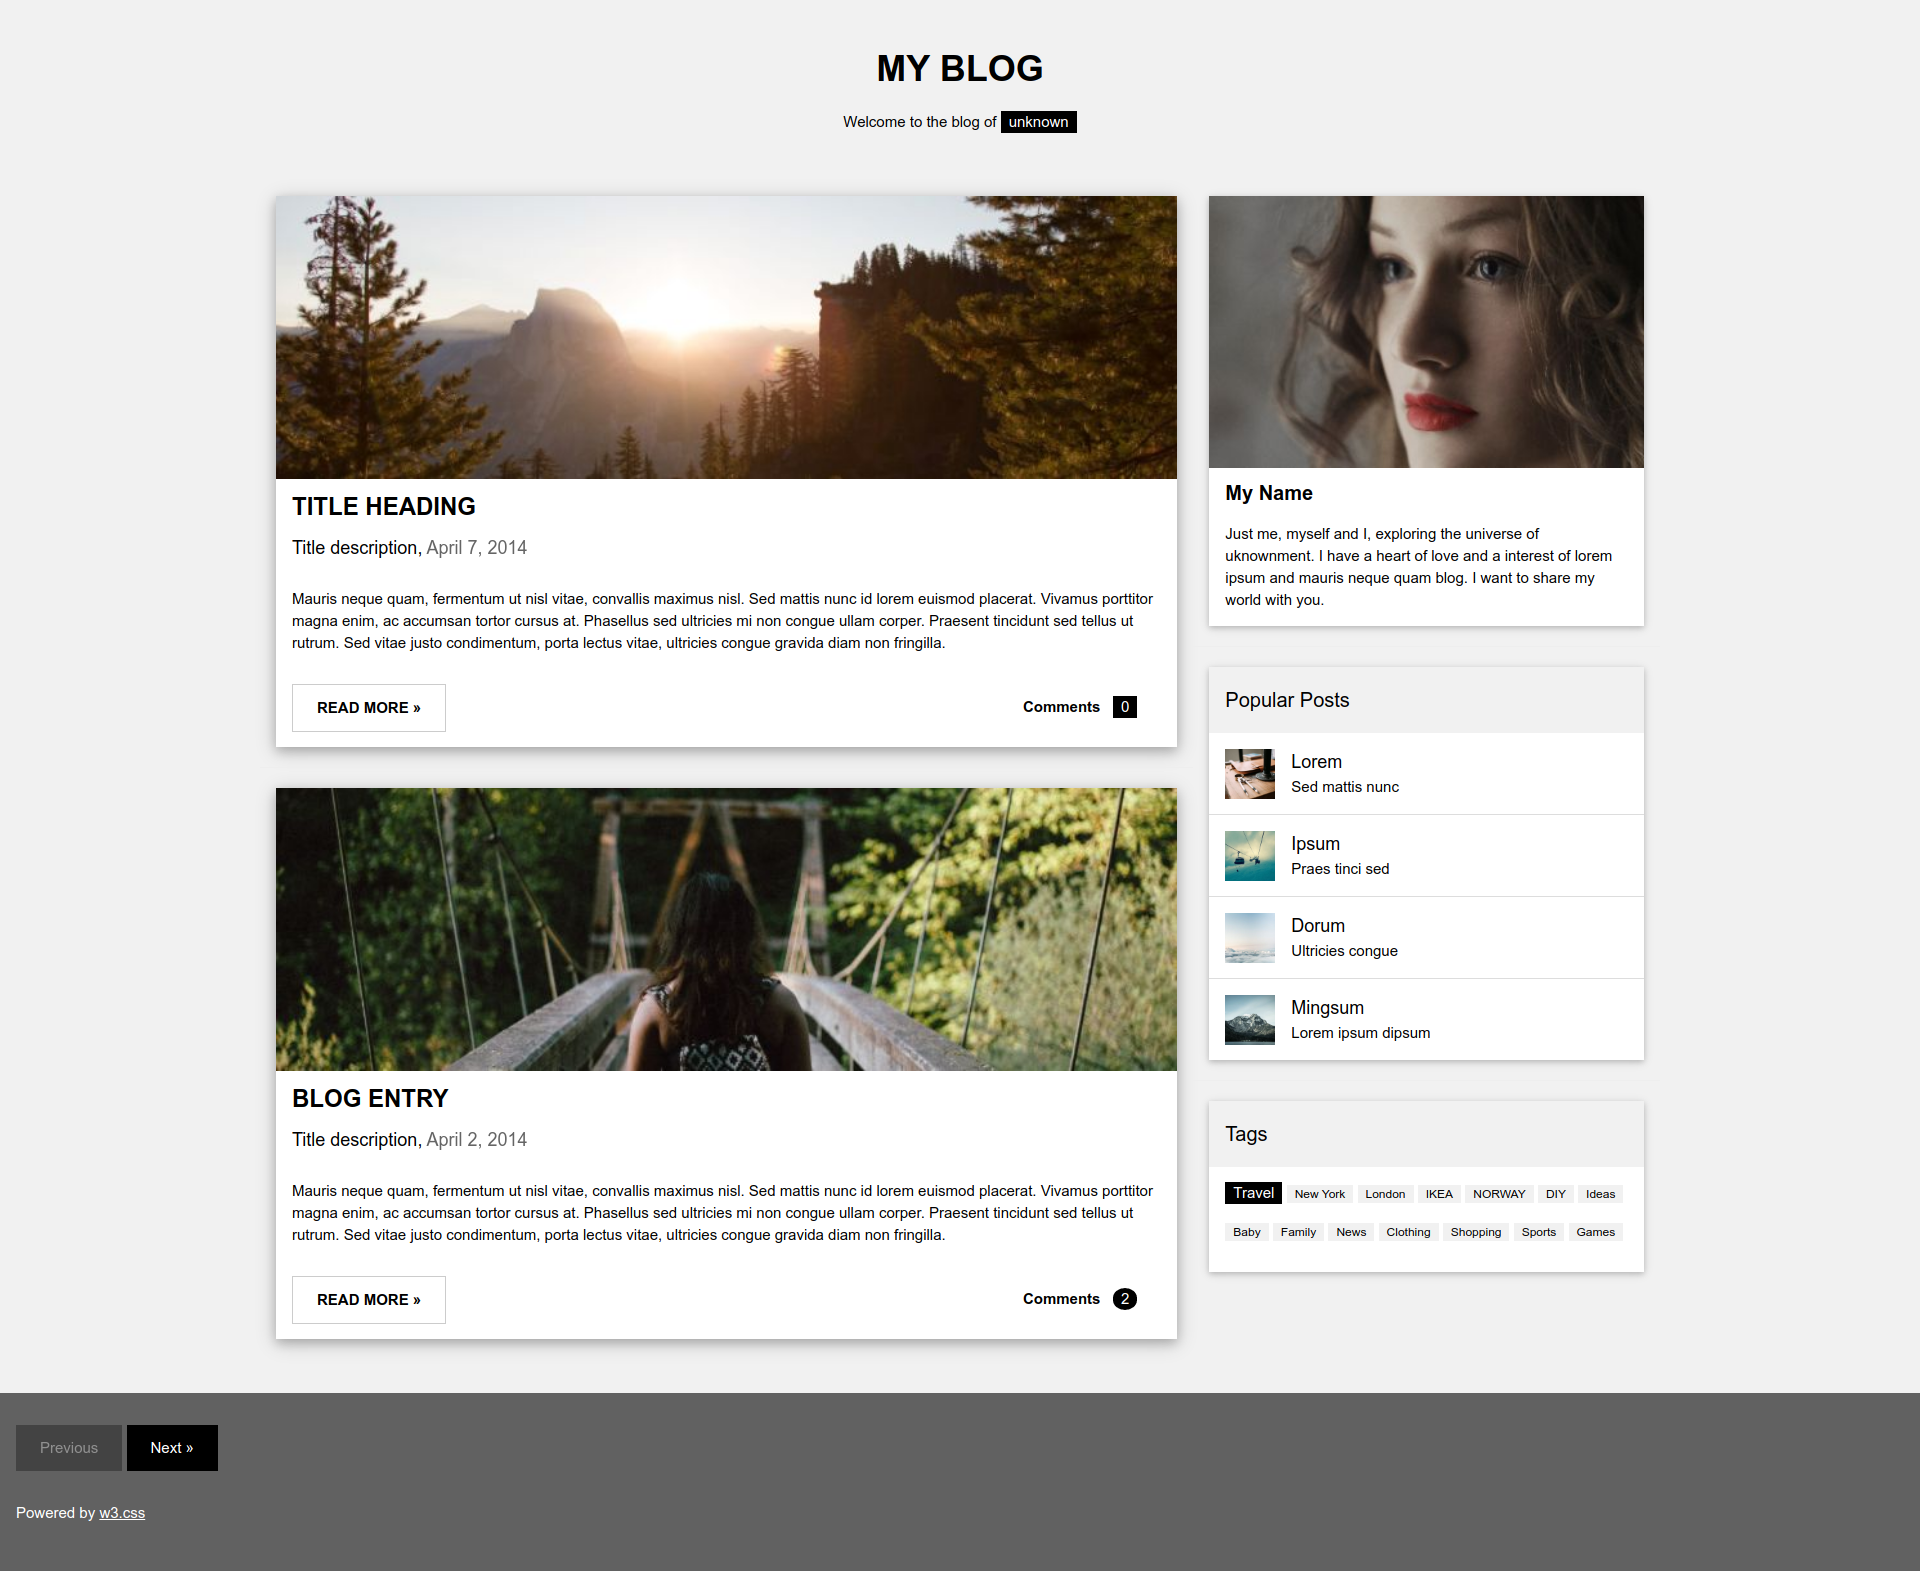 MY BLOG
Welcome to the blog of unknown
TITLE HEADING
Title description, April 7, 2014
Mauris neque quam, fermentum ut nisl vitae, convallis maximus nisl. Sed mattis nunc id lorem euismod placerat. Vivamus porttitor
magna enim, ac accumsan tortor cursus at. Phasellus sed ultricies mi non congue ullam corper. Praesent tincidunt sed tellus ut
rutrum. Sed vitae justo condimentum, porta lectus vitae, ultricies congue gravida diam non fringilla.
READ MORE »
Comments 0
BLOG ENTRY
Title description, April 2, 2014
Mauris neque quam, fermentum ut nisl vitae, convallis maximus nisl. Sed mattis nunc id lorem euismod placerat. Vivamus porttitor
magna enim, ac accumsan tortor cursus at. Phasellus sed ultricies mi non congue ullam corper. Praesent tincidunt sed tellus ut
rutrum. Sed vitae justo condimentum, porta lectus vitae, ultricies congue gravida diam non fringilla.
READ MORE »
Comments 2
My Name
Just me, myself and I, exploring the universe of
uknownment. I have a heart of love and a interest of lorem
ipsum and mauris neque quam blog. I want to share my
world with you.
Popular Posts
Lorem
Sed mattis nunc
Ipsum
Praes tinci sed
Dorum
Ultricies congue
Mingsum
Lorem ipsum dipsum
Tags
Travel New York London IKEA NORWAY DIY Ideas
Baby Family News Clothing Shopping Sports Games
Previous Next »
Powered by w3.css